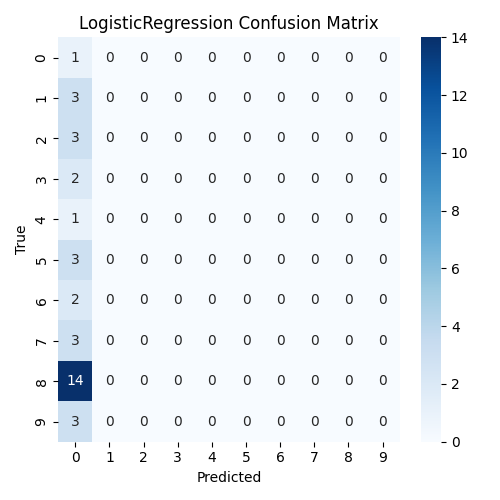 LogisticRegression Confusion Matrix
0 1 0 0 0 0 0 0 0 0 0
1 3 0 0 0 0 0 0 0 0 0
2 3 0 0 0 0 0 0 0 0 0
3 2 0 0 0 0 0 0 0 0 0
4 1 0 0 0 0 0 0 0 0 0
5 3 0 0 0 0 0 0 0 0 0
6 2 0 0 0 0 0 0 0 0 0
7 3 0 0 0 0 0 0 0 0 0
8 14 0 0 0 0 0 0 0 0 0
9 3 0 0 0 0 0 0 0 0 0
0 1 2 3 4 5 6 7 8 9
Predicted
True
14
12
10
8
6
4
2
0